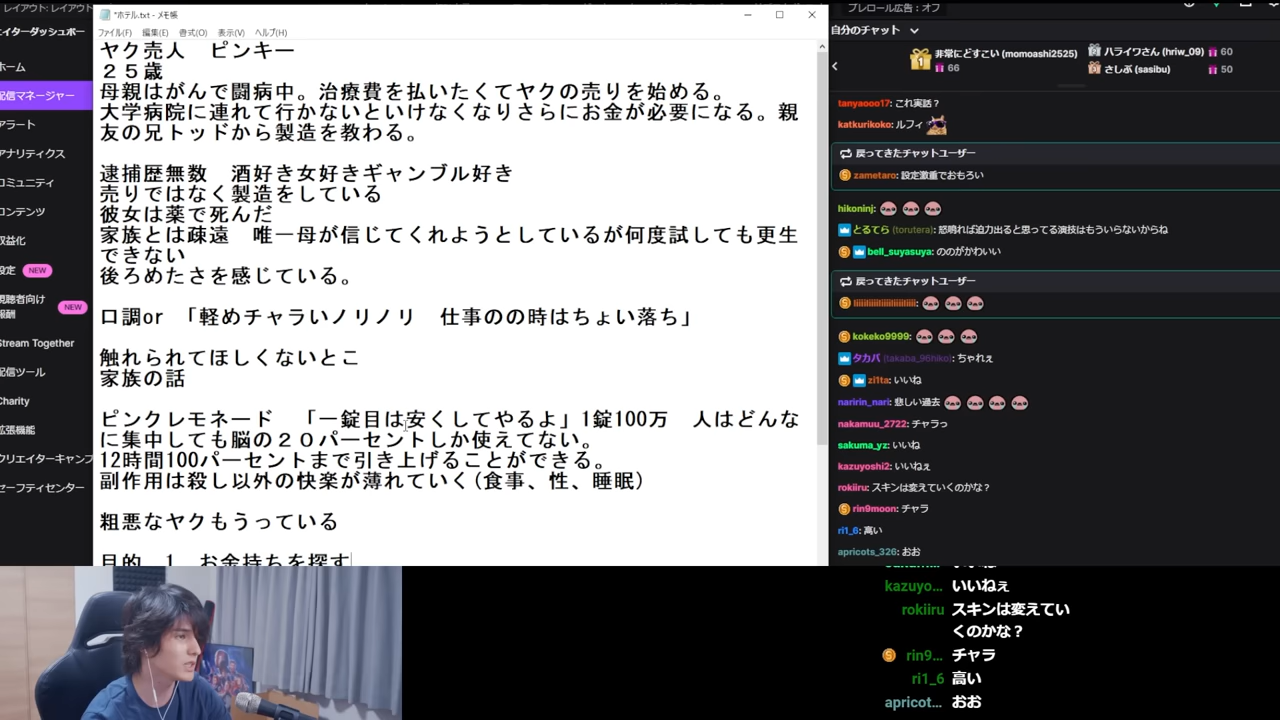 *ホテル.txt - メモ帳
ファイル(F) 編集(E) 書式(O) 表示(V) ヘルプ(H)
ヤク売人　ピンキー
２５歳
母親はがんで闘病中。治療費を払いたくてヤクの売りを始める。
大学病院に連れて行かないといけなくなりさらにお金が必要になる。親
友の兄トッドから製造を教わる。
逮捕歴無数　酒好き女好きギャンブル好き
売りではなく製造をしている
彼女は薬で死んだ
家族とは疎遠　唯一母が信じてくれようとしているが何度試しても更生
できない
後ろめたさを感じている。
口調or　「軽めチャラいノリノリ　仕事のの時はちょい落ち」
触れられてほしくないとこ
家族の話
ピンクレモネード　「一錠目は安くしてやるよ」1錠100万　人はどんな
に集中しても脳の２０パーセントしか使えてない。
12時間100パーセントまで引き上げることができる。
副作用は殺し以外の快楽が薄れていく(食事、性、睡眠)
粗悪なヤクもうっている
目的　１　お金持ちを探す
レイアウト: レイアウト
エイターダッシュボー
ホーム
配信マネージャー
アラート
アナリティクス
コミュニティ
コンテンツ
収益化
設定 NEW
視聴者向け
報酬 NEW
Stream Together
配信ツール
Charity
拡張機能
クリエイターキャンプ
セーフティセンター
プレロール広告：オフ
自分のチャット
1 非常にどすこい (momoashi2525)
66
ハライワさん (hriw_09) 60
さしぶ (sasibu) 50
tanyaooo17: これ実話？
katkurikoko: ルフィ
戻ってきたチャットユーザー
zametaro: 設定激重でおもろい
hikoninj:
とるてら (torutera): 怒鳴れば迫力出ると思ってる演技はもういらないからね
bell_suyasuya: ののがかわいい
戻ってきたチャットユーザー
kokeko9999:
タカバ (takaba_96hiko): ちゃれぇ
zi1ta: いいね
naririn_nari: 悲しい過去
nakamuu_2722: チャラっ
sakuma_yz: いいね
kazuyoshi2: いいねぇ
rokiiru: スキンは変えていくのかな？
rin9moon: チャラ
ri1_6: 高い
apricots_326: おお
kazuyo… いいねぇ
rokiiru スキンは変えてい
くのかな？
rin9… チャラ
ri1_6 高い
apricot… おお